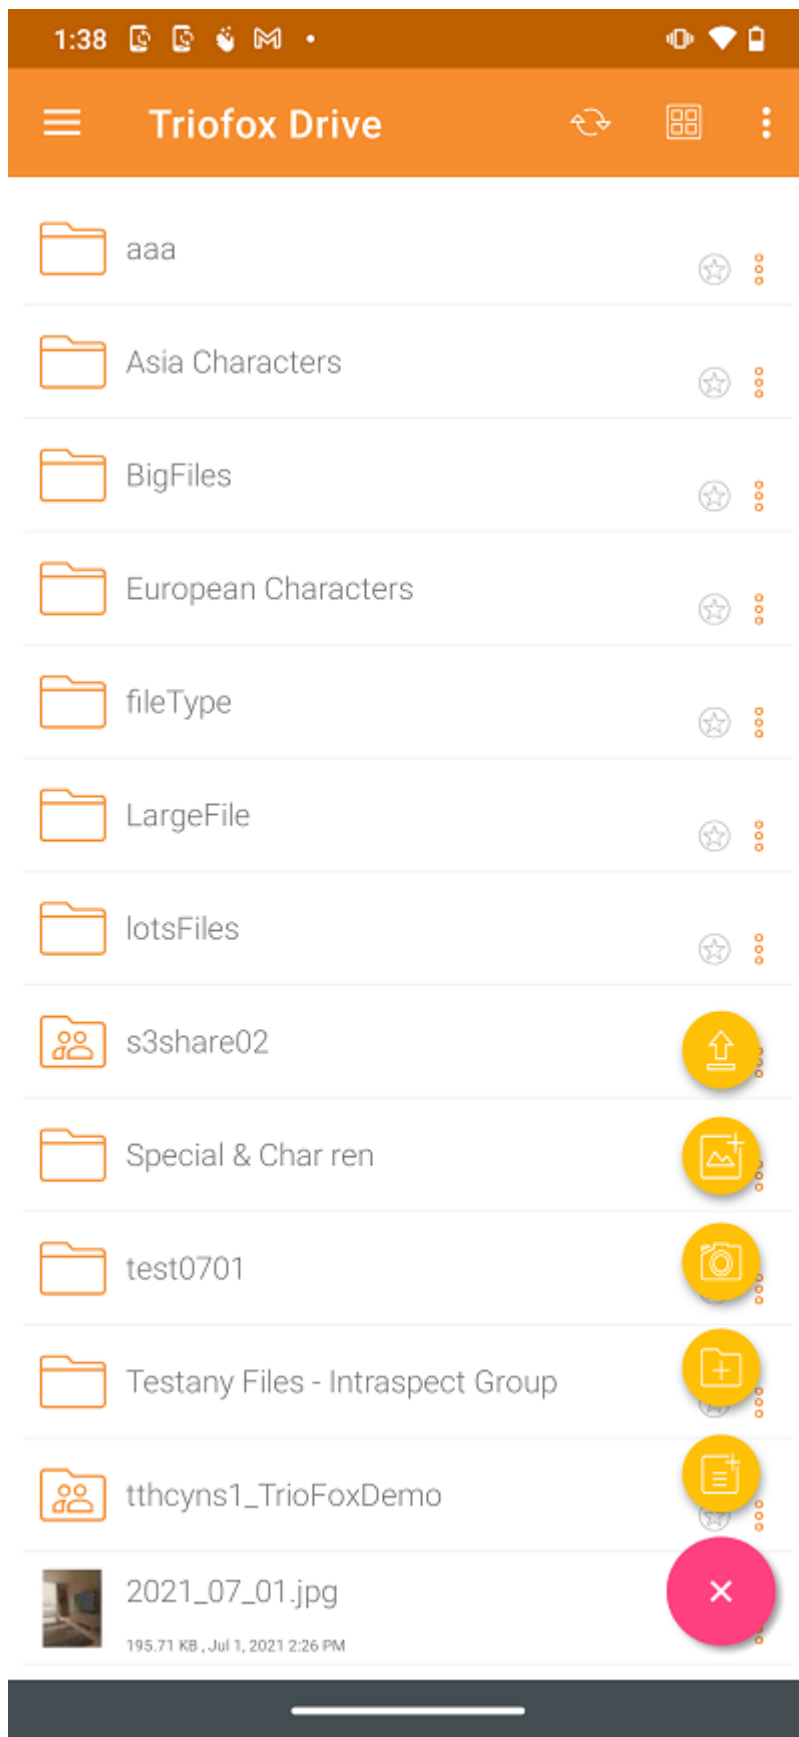 1:38
Triofox Drive
aaa
Asia Characters
BigFiles
European Characters
fileType
LargeFile
lotsFiles
s3share02
Special & Char ren
test0701
Testany Files - Intraspect Group
tthcyns1_TrioFoxDemo
2021_07_01.jpg
195.71 KB , Jul 1, 2021 2:26 PM